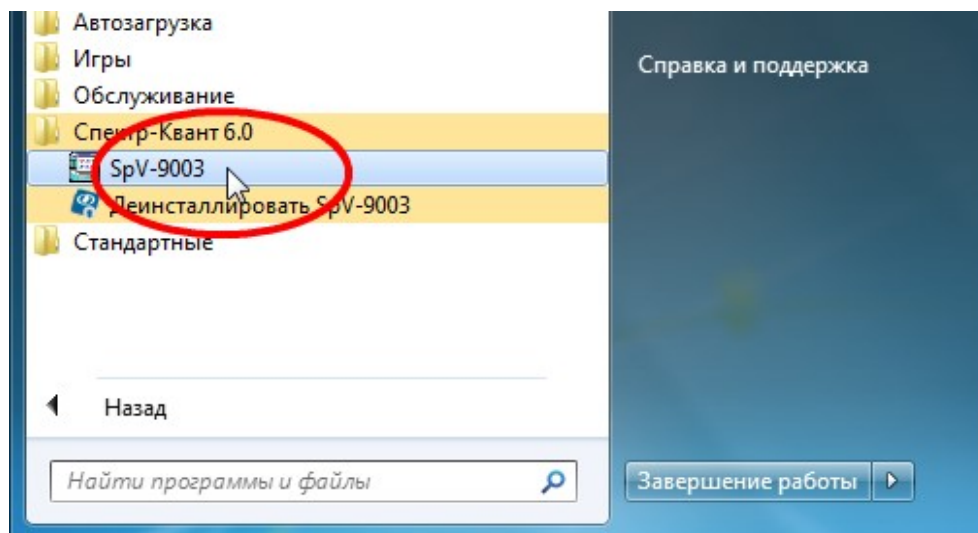 Автозагрузка
Игры
Обслуживание
Спектр-Квант 6.0
SpV-9003
Деинсталлировать SpV-9003
Стандартные
Назад
Найти программы и файлы
Справка и поддержка
Завершение работы